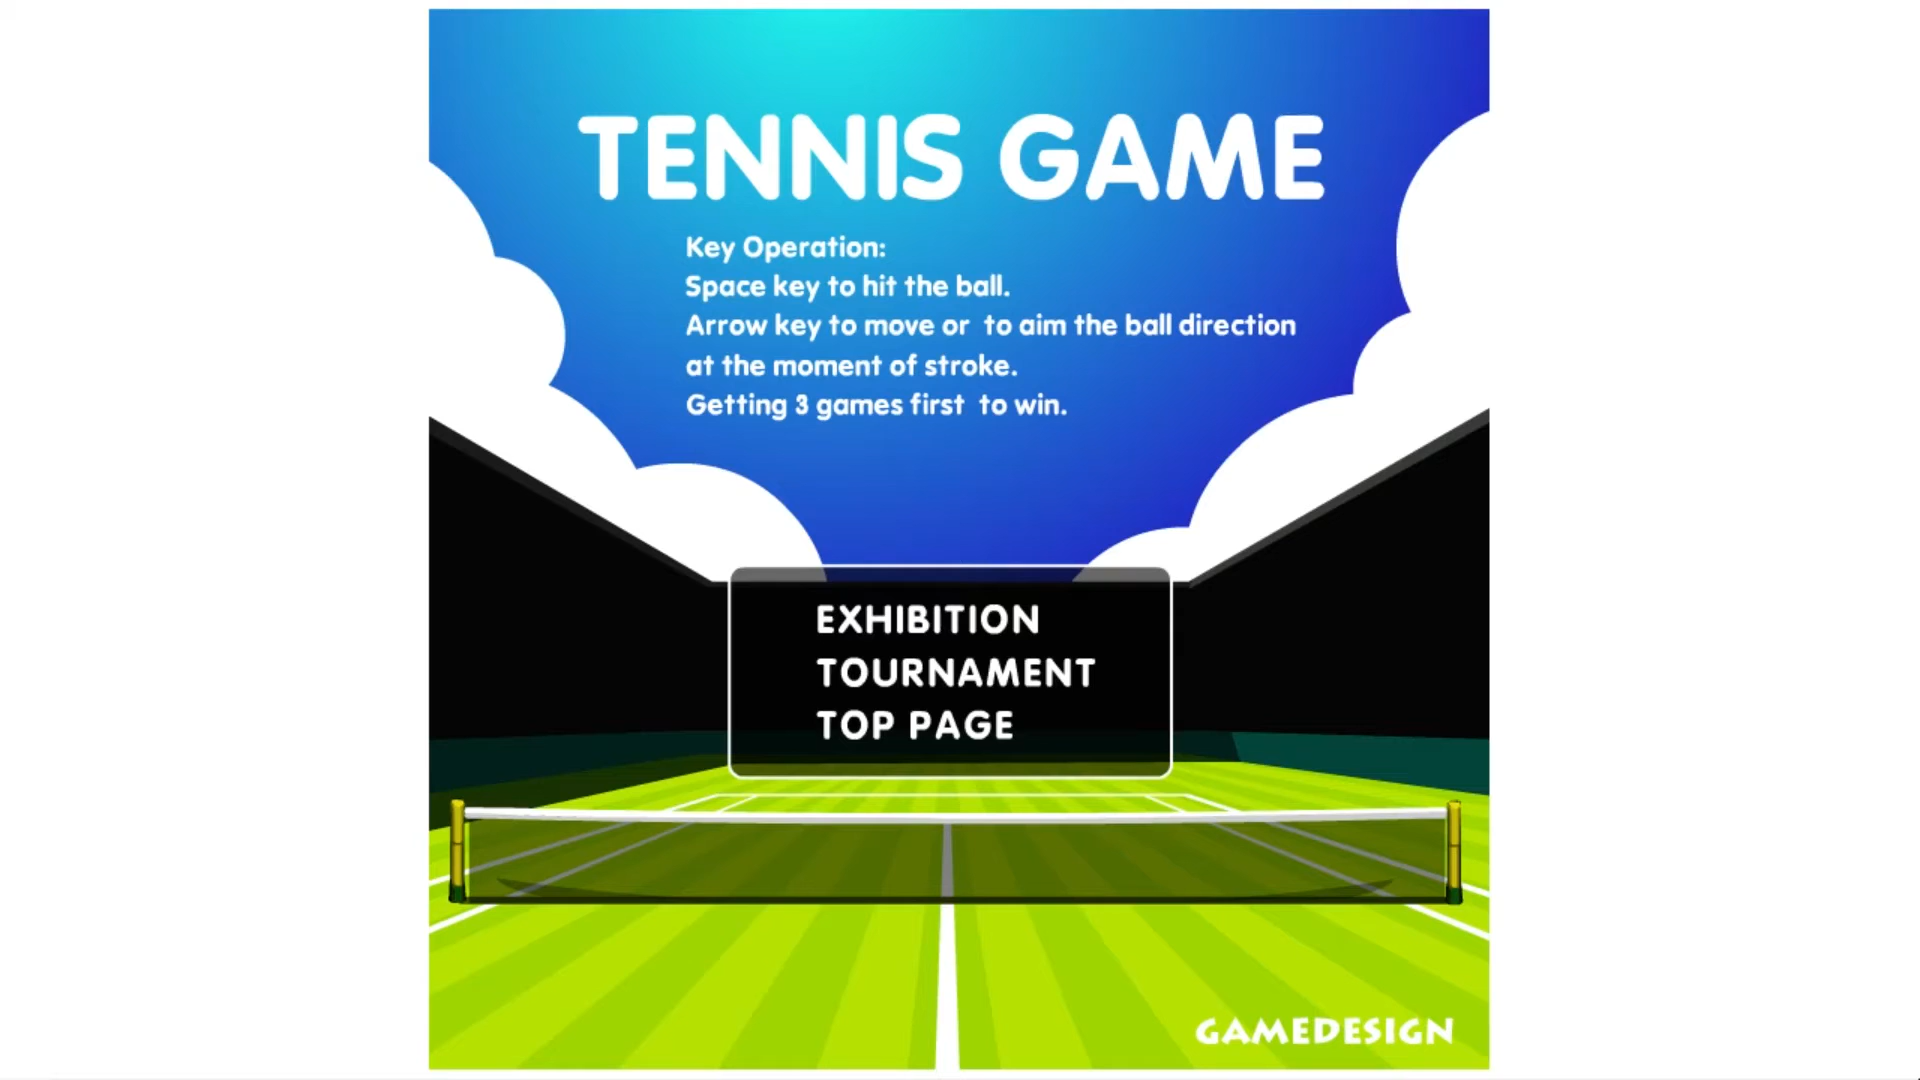 TENNIS GAME
Key Operation:
Space key to hit the ball.
Arrow key to move or to aim the ball direction
at the moment of stroke.
Getting 3 games first to win.
EXHIBITION
TOURNAMENT
TOP PAGE
GAMEDESIGN